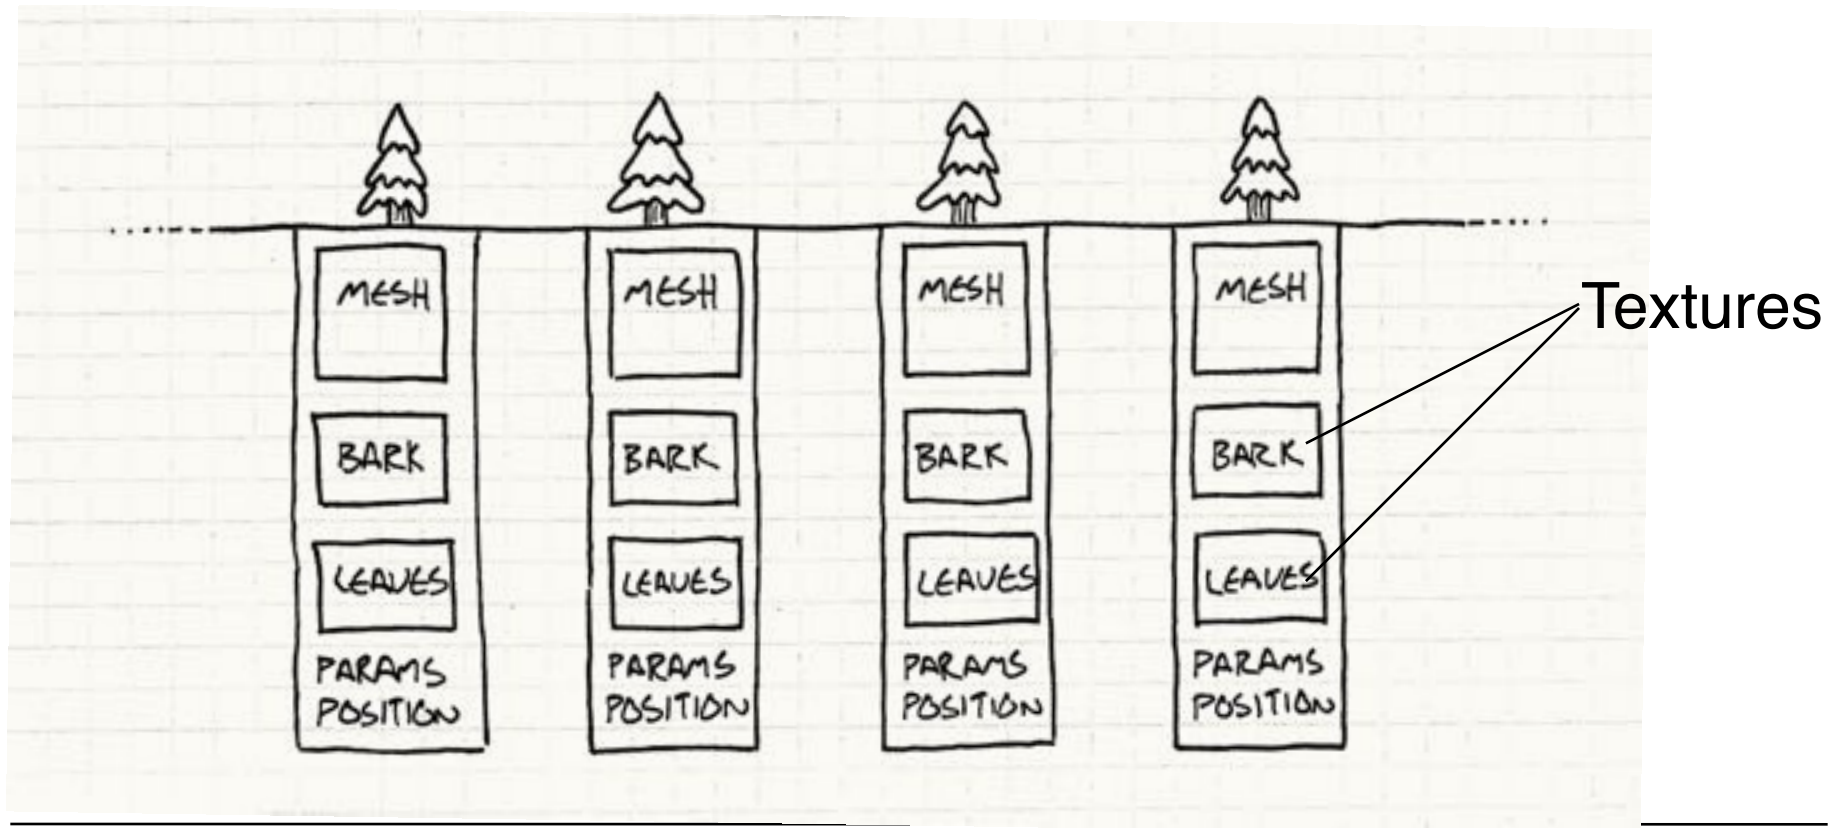 MESH
BARK
LEAVES
PARAMS
POSITION
MESH
BARK
LEAVES
PARAMS
POSITION
MESH
BARK
LEAVES
PARAMS
POSITION
MESH
BARK
LEAVES
PARAMS
POSITION
Textures